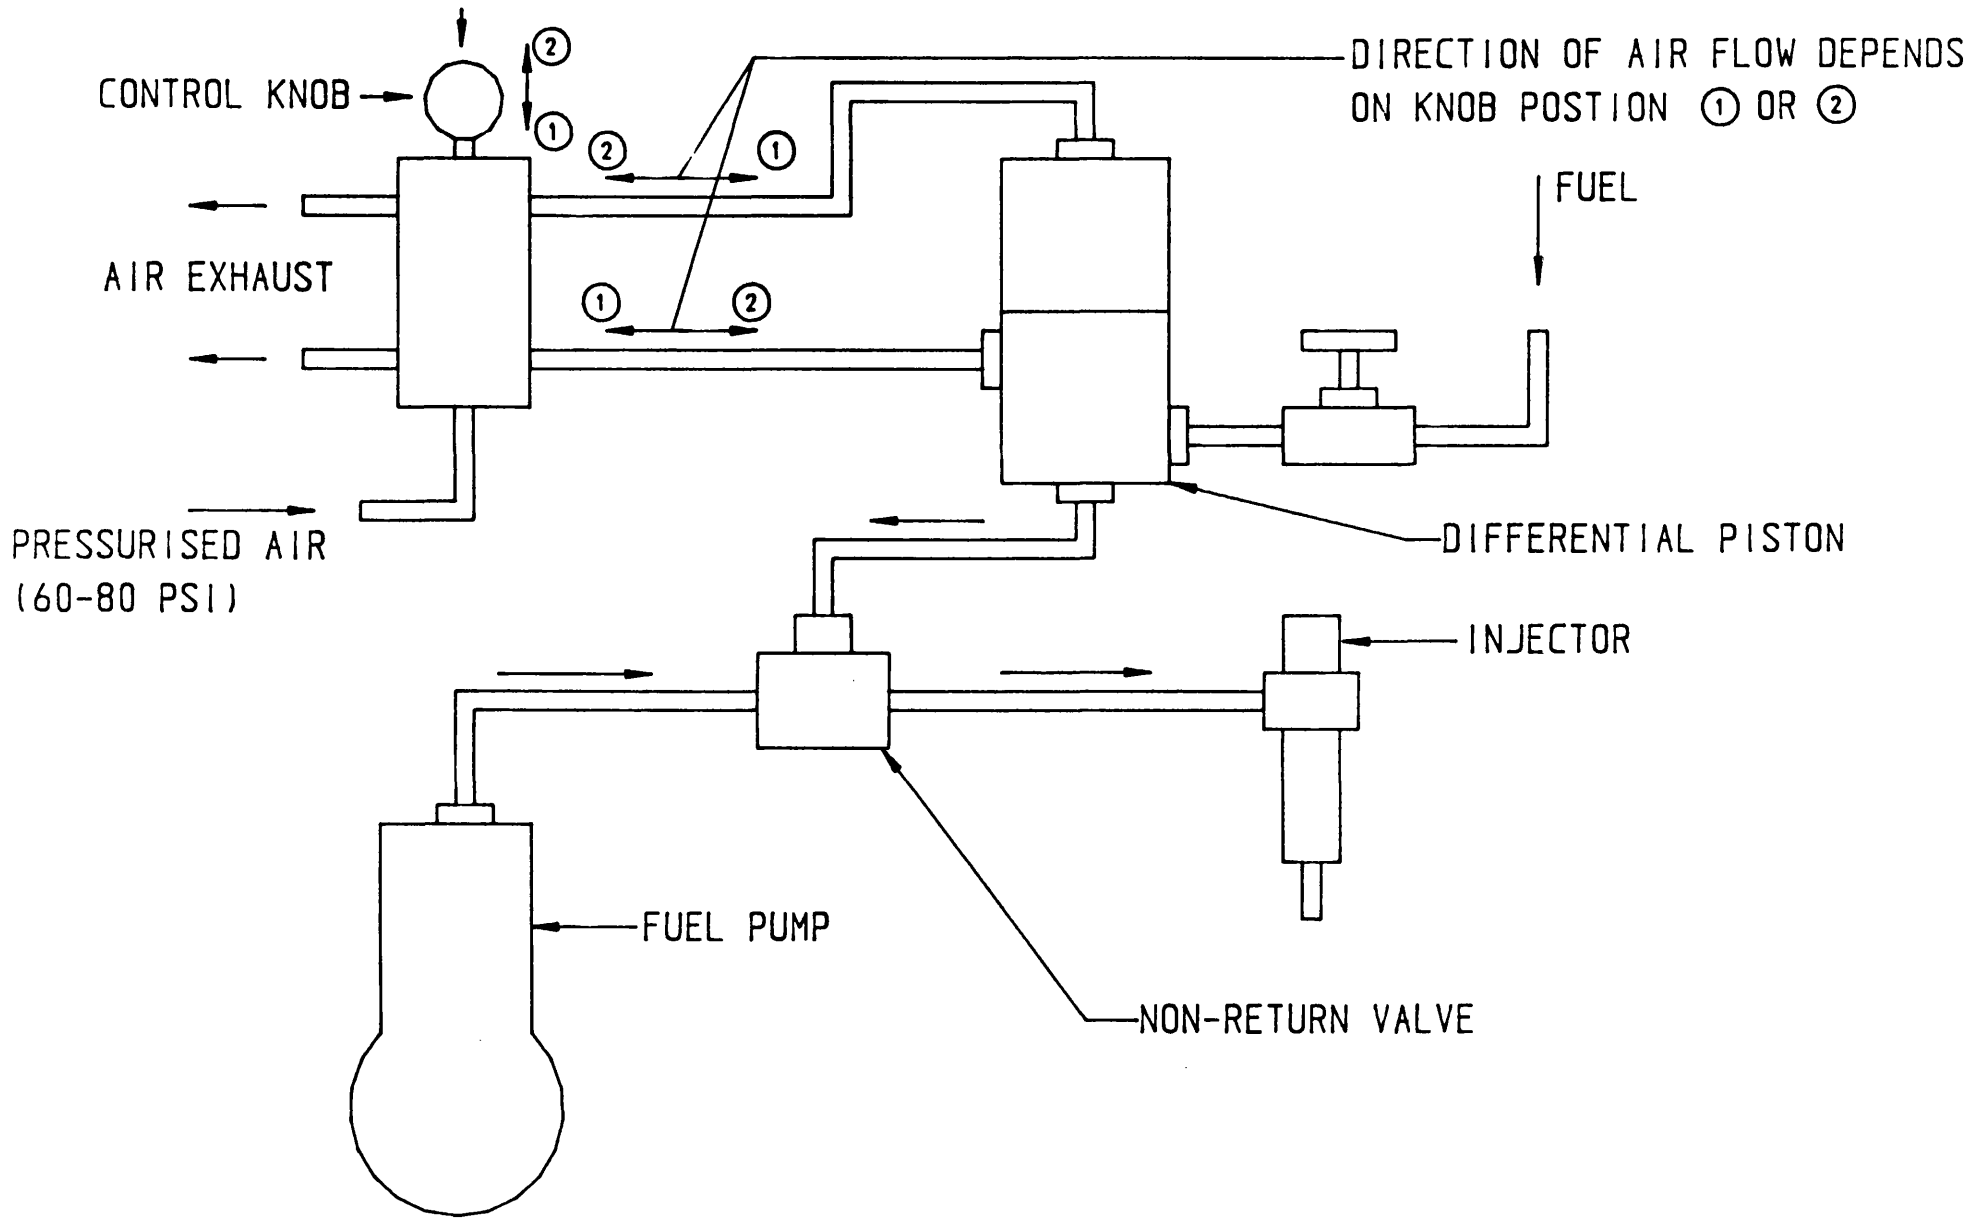 ②
CONTROL KNOB
①
DIRECTION OF AIR FLOW DEPENDS
ON KNOB POSTION ① OR ②
② ①
FUEL
AIR EXHAUST
① ②
PRESSURISED AIR
(60-80 PSI)
DIFFERENTIAL PISTON
INJECTOR
FUEL PUMP
NON-RETURN VALVE